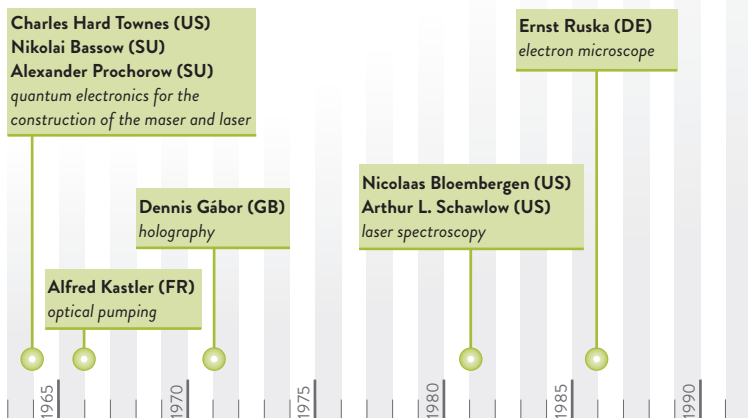 Charles Hard Townes (US)
Nikolai Bassow (SU)
Alexander Prochorow (SU)
quantum electronics for the
construction of the maser and laser
Ernst Ruska (DE)
electron microscope
Nicolaas Bloembergen (US)
Arthur L. Schawlow (US)
laser spectroscopy
Dennis Gábor (GB)
holography
Alfred Kastler (FR)
optical pumping
1965
1970
1975
1980
1985
1990